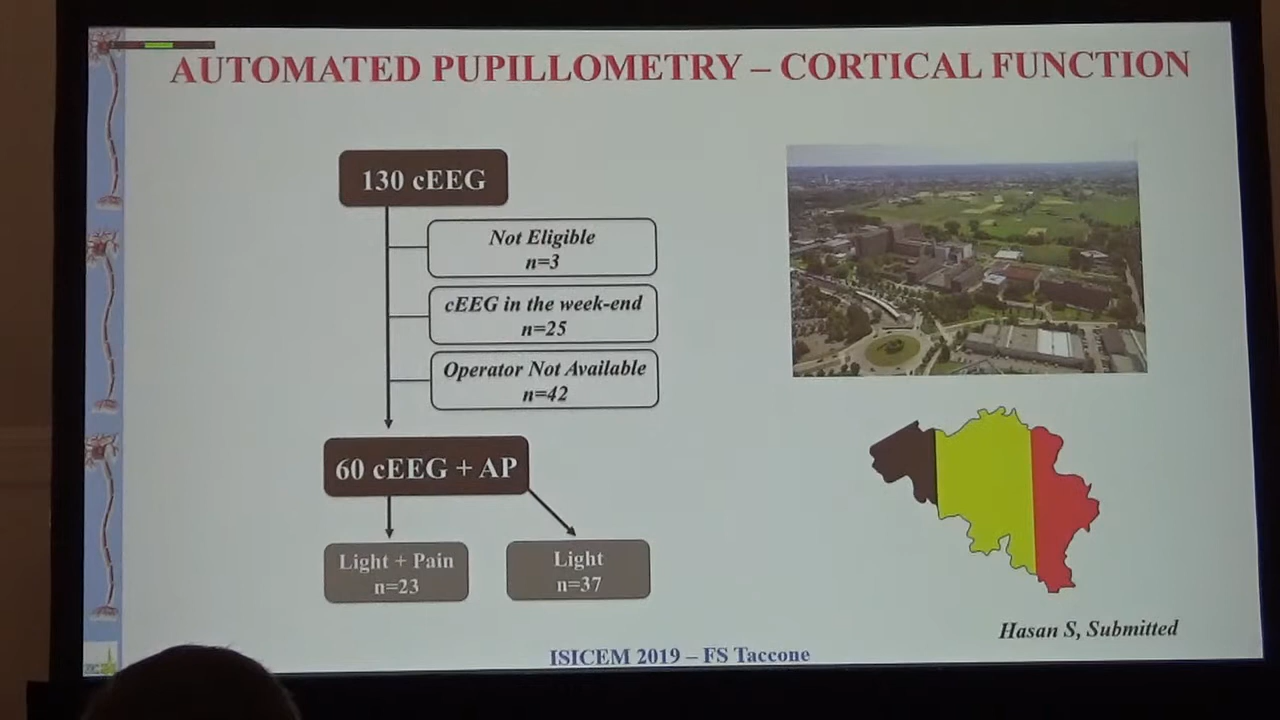 AUTOMATED PUPILLOMETRY – CORTICAL FUNCTION
130 cEEG
Not Eligible
n=3
cEEG in the week-end
n=25
Operator Not Available
n=42
60 cEEG + AP
Light + Pain
n=23
Light
n=37
Hasan S, Submitted
ISICEM 2019 – FS Taccone